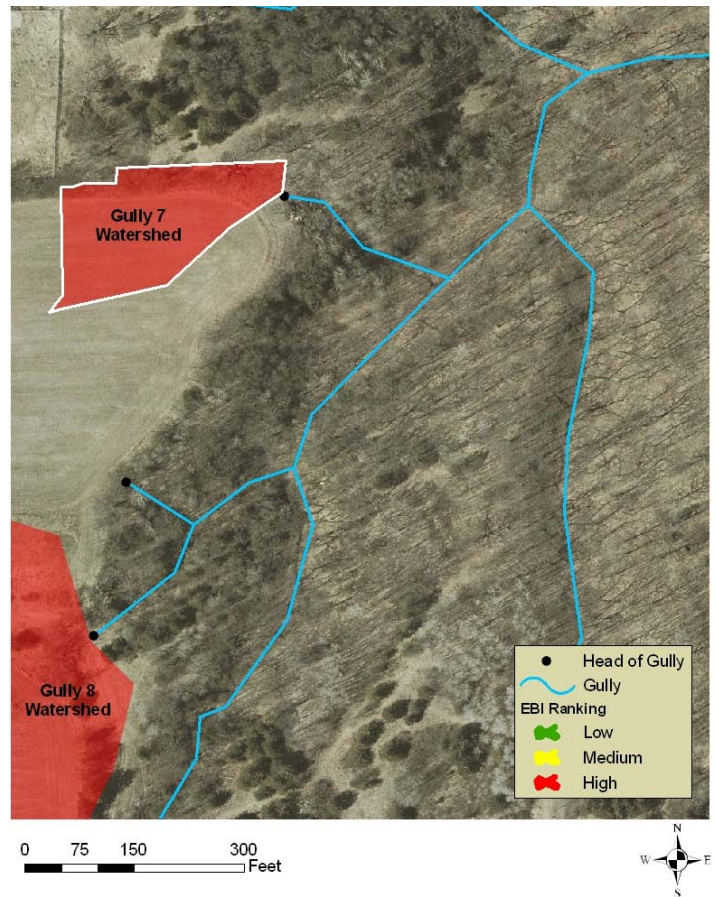 Gully 7
Watershed
Gully 8
Watershed
Head of Gully
Gully
EBI Ranking
Low
Medium
High
0 75 150 300
Feet
N
W E
S